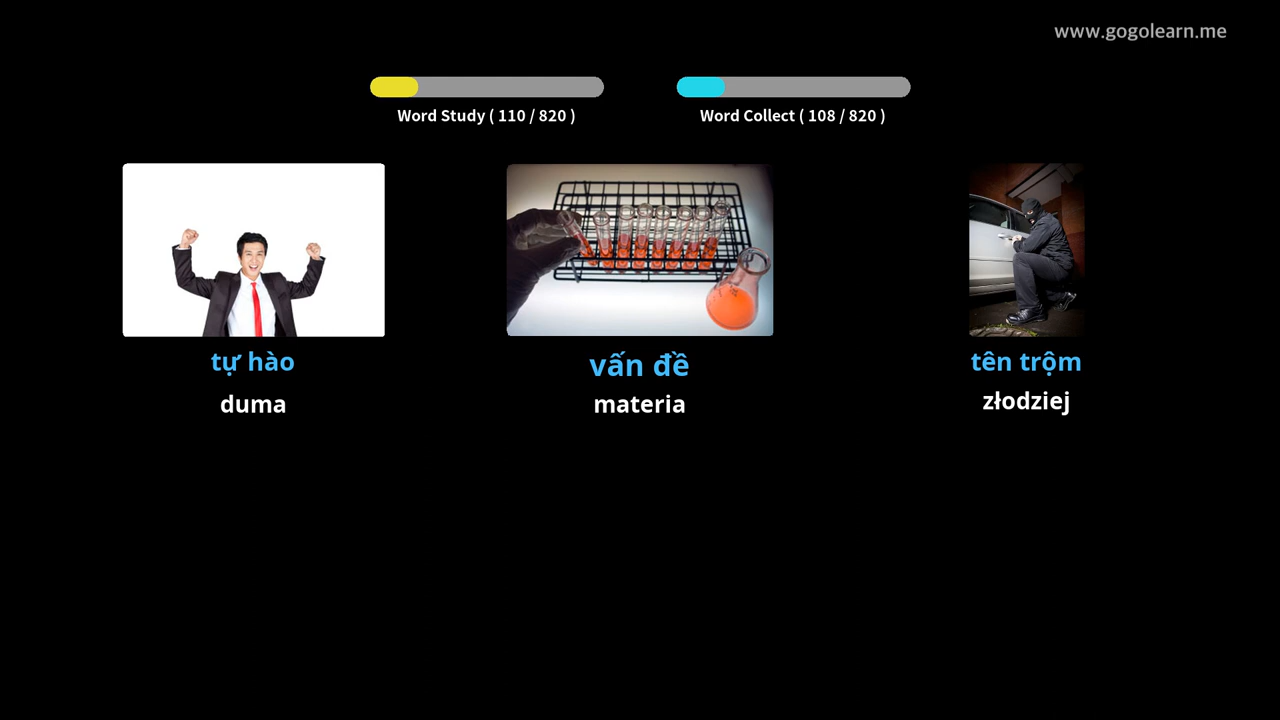 www.gogolearn.me
Word Study ( 110 / 820 )
Word Collect ( 108 / 820 )
tự hào
duma
vấn đề
materia
tên trộm
złodziej